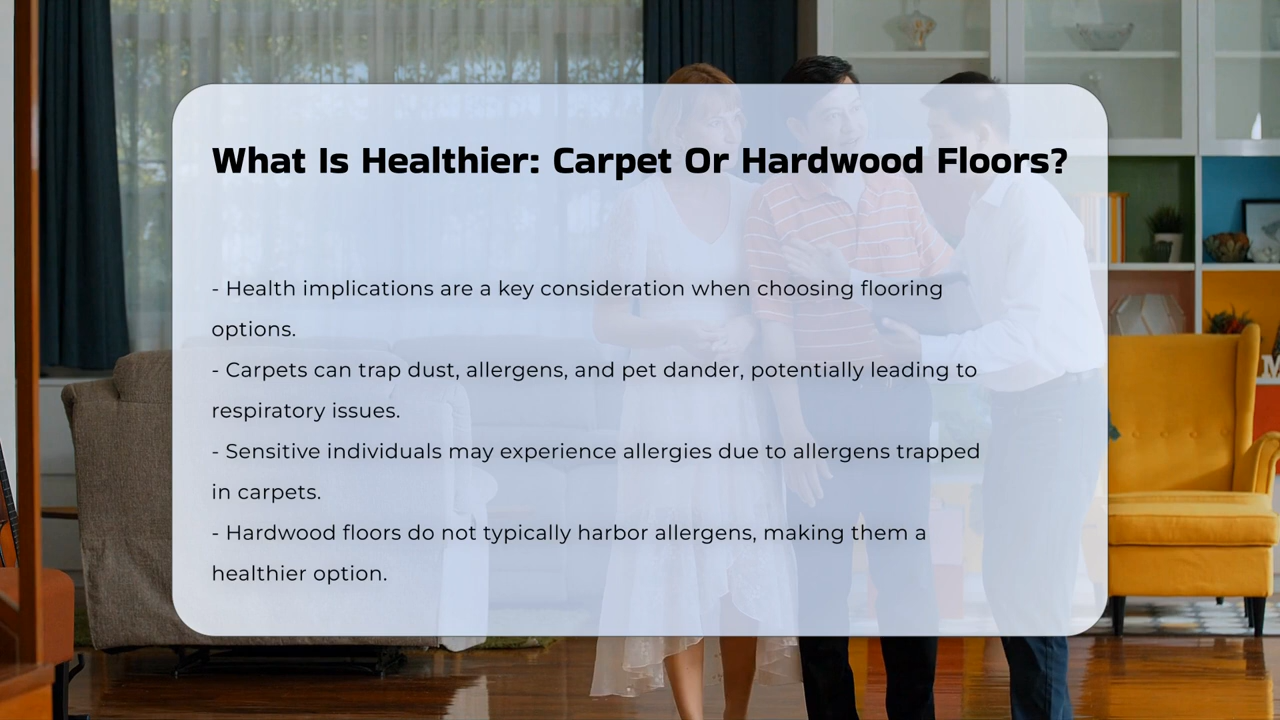 What Is Healthier: Carpet Or Hardwood Floors?
- Health implications are a key consideration when choosing flooring
options.
- Carpets can trap dust, allergens, and pet dander, potentially leading to
respiratory issues.
- Sensitive individuals may experience allergies due to allergens trapped
in carpets.
- Hardwood floors do not typically harbor allergens, making them a
healthier option.